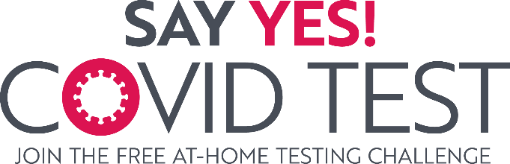 SAY YES!
COVID TEST
JOIN THE FREE AT-HOME TESTING CHALLENGE